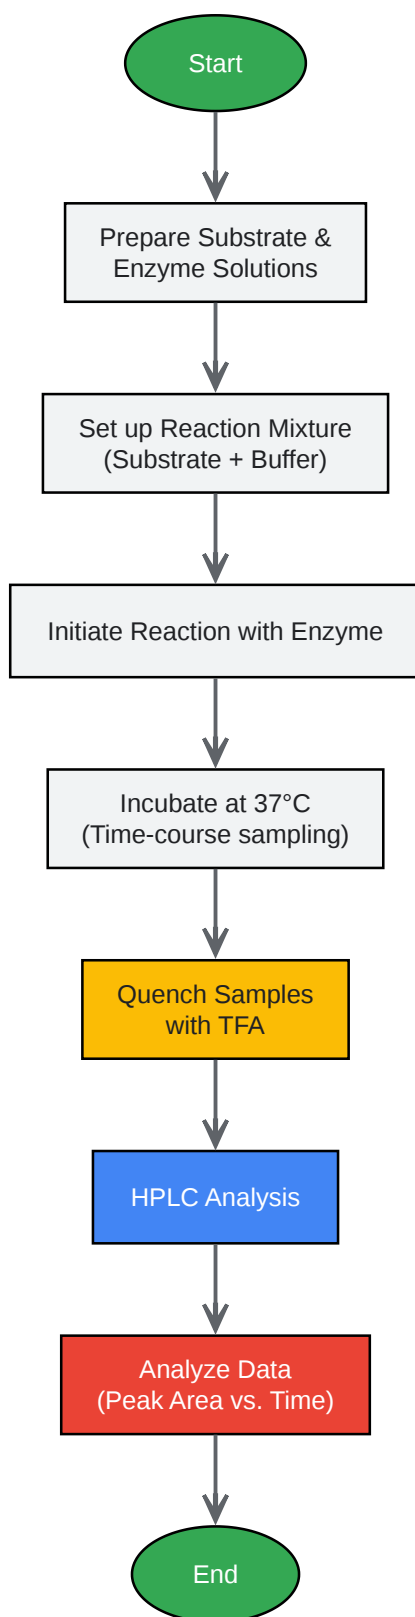 Start
Prepare Substrate &
Enzyme Solutions
Set up Reaction Mixture
(Substrate + Buffer)
Initiate Reaction with Enzyme
Incubate at 37°C
(Time-course sampling)
Quench Samples
with TFA
HPLC Analysis
Analyze Data
(Peak Area vs. Time)
End